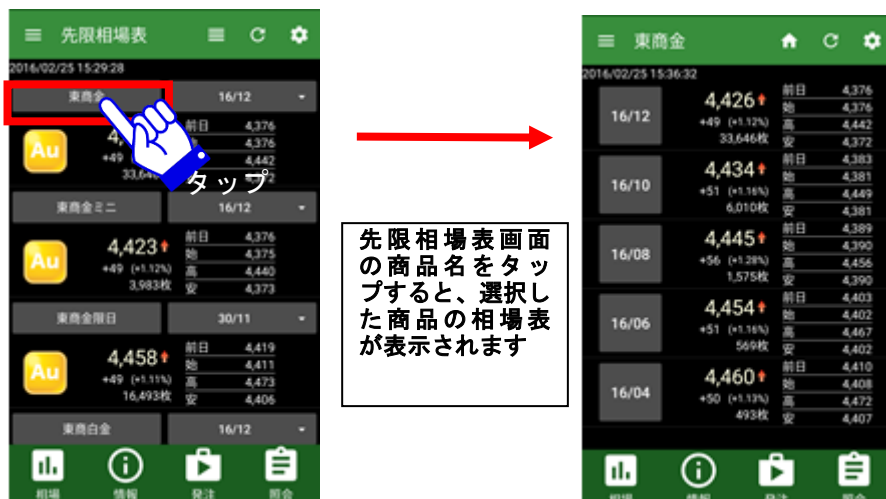 先限相場表
2016/02/25 15:29:28
東商金
16/12
Au
4,
+49
33,646
前日 4,376
4,376
4,442
タップ
東商金ミニ
16/12
Au
4,423
+49 (+1.12%)
3,983枚
前日 4,376
始 4,375
高 4,440
安 4,373
東商金限日
30/11
Au
4,458
+49 (+1.11%)
16,493枚
前日 4,419
始 4,411
高 4,473
安 4,406
東商白金
16/12
相場
情報
発注
照会
先限相場表画面
の商品名をタッ
プすると、選択し
た商品の相場表
が表示されます
東商金
2016/02/25 15:36:32
16/12
4,426
+49 (+1.12%)
33,646枚
前日 4,376
始 4,376
高 4,442
安 4,372
16/10
4,434
+51 (+1.16%)
6,010枚
前日 4,383
始 4,381
高 4,449
安 4,381
16/08
4,445
+56 (+1.28%)
1,575枚
前日 4,389
始 4,390
高 4,456
安 4,390
16/06
4,454
+51 (+1.16%)
569枚
前日 4,403
始 4,402
高 4,467
安 4,402
16/04
4,460
+50 (+1.13%)
493枚
前日 4,410
始 4,408
高 4,472
安 4,407
相場
情報
発注
照会